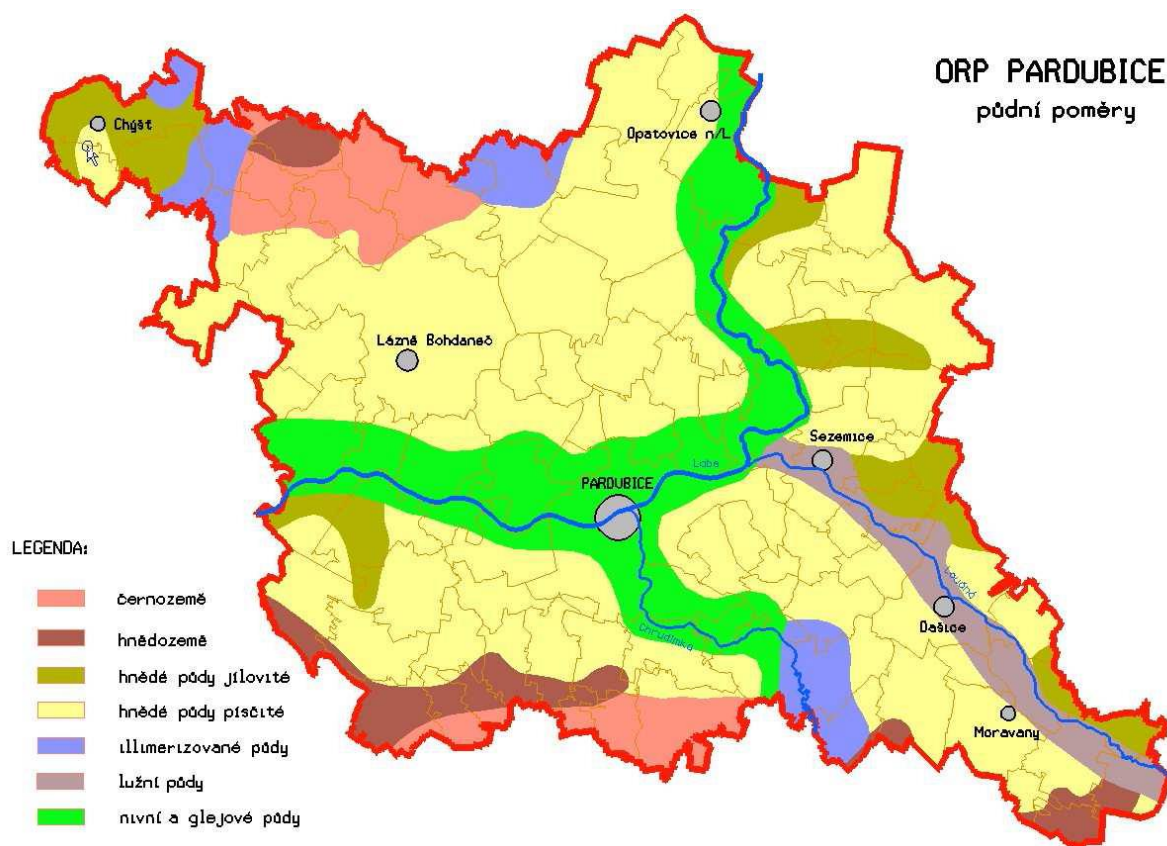 ORP PARDUBICE
půdní poměry
Chýšť
Opatovice n/L
Lázně Bohdaneč
Sezemice
Labe
PARDUBICE
Loučná
Dašice
Chrudimka
Moravany
LEGENDA:
černozemě
hnědozemě
hnědé půdy jílovité
hnědé půdy písčité
illimerizované půdy
lužní půdy
nivní a glejové půdy